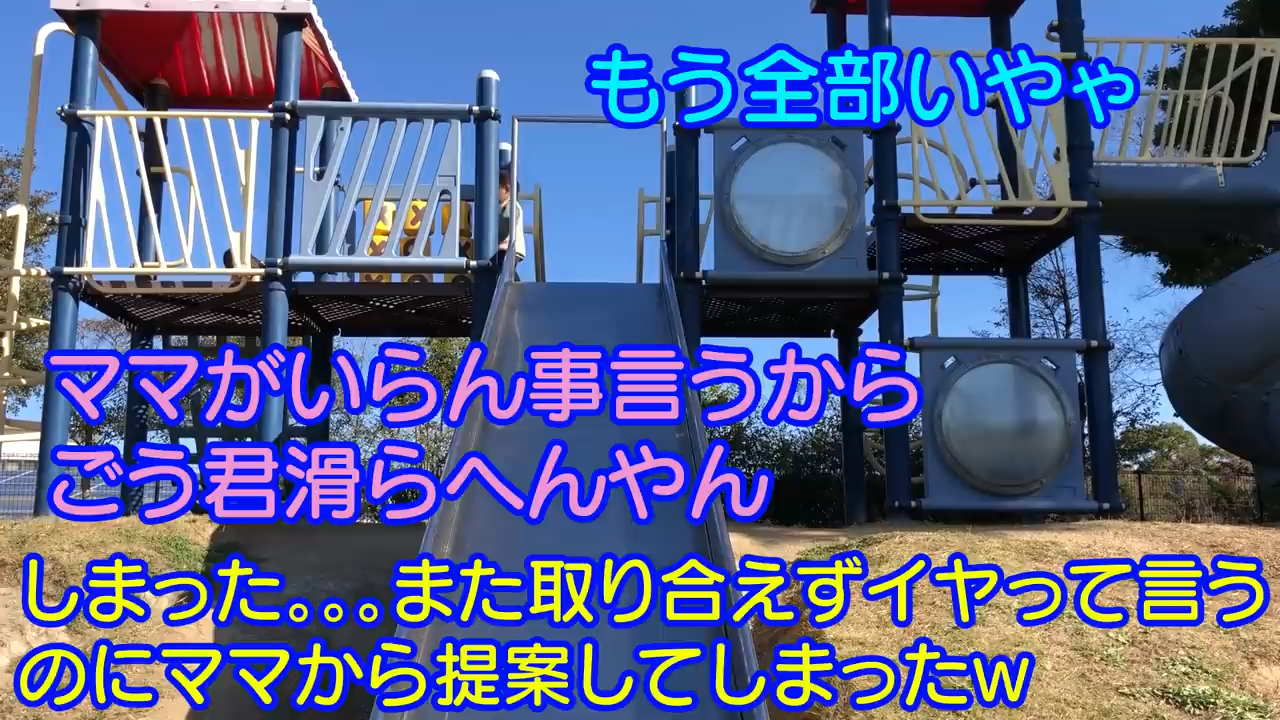 もう全部いやゃ
ママがいらん事言うから
ごう君滑らへんやん
しまった。。。また取り合えずイヤって言う
のにママから提案してしまったw